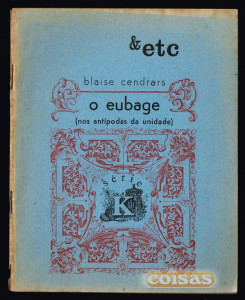 &etc
blaise cendrars
o eubage
(nos antípodas da unidade)
série
K
coisas